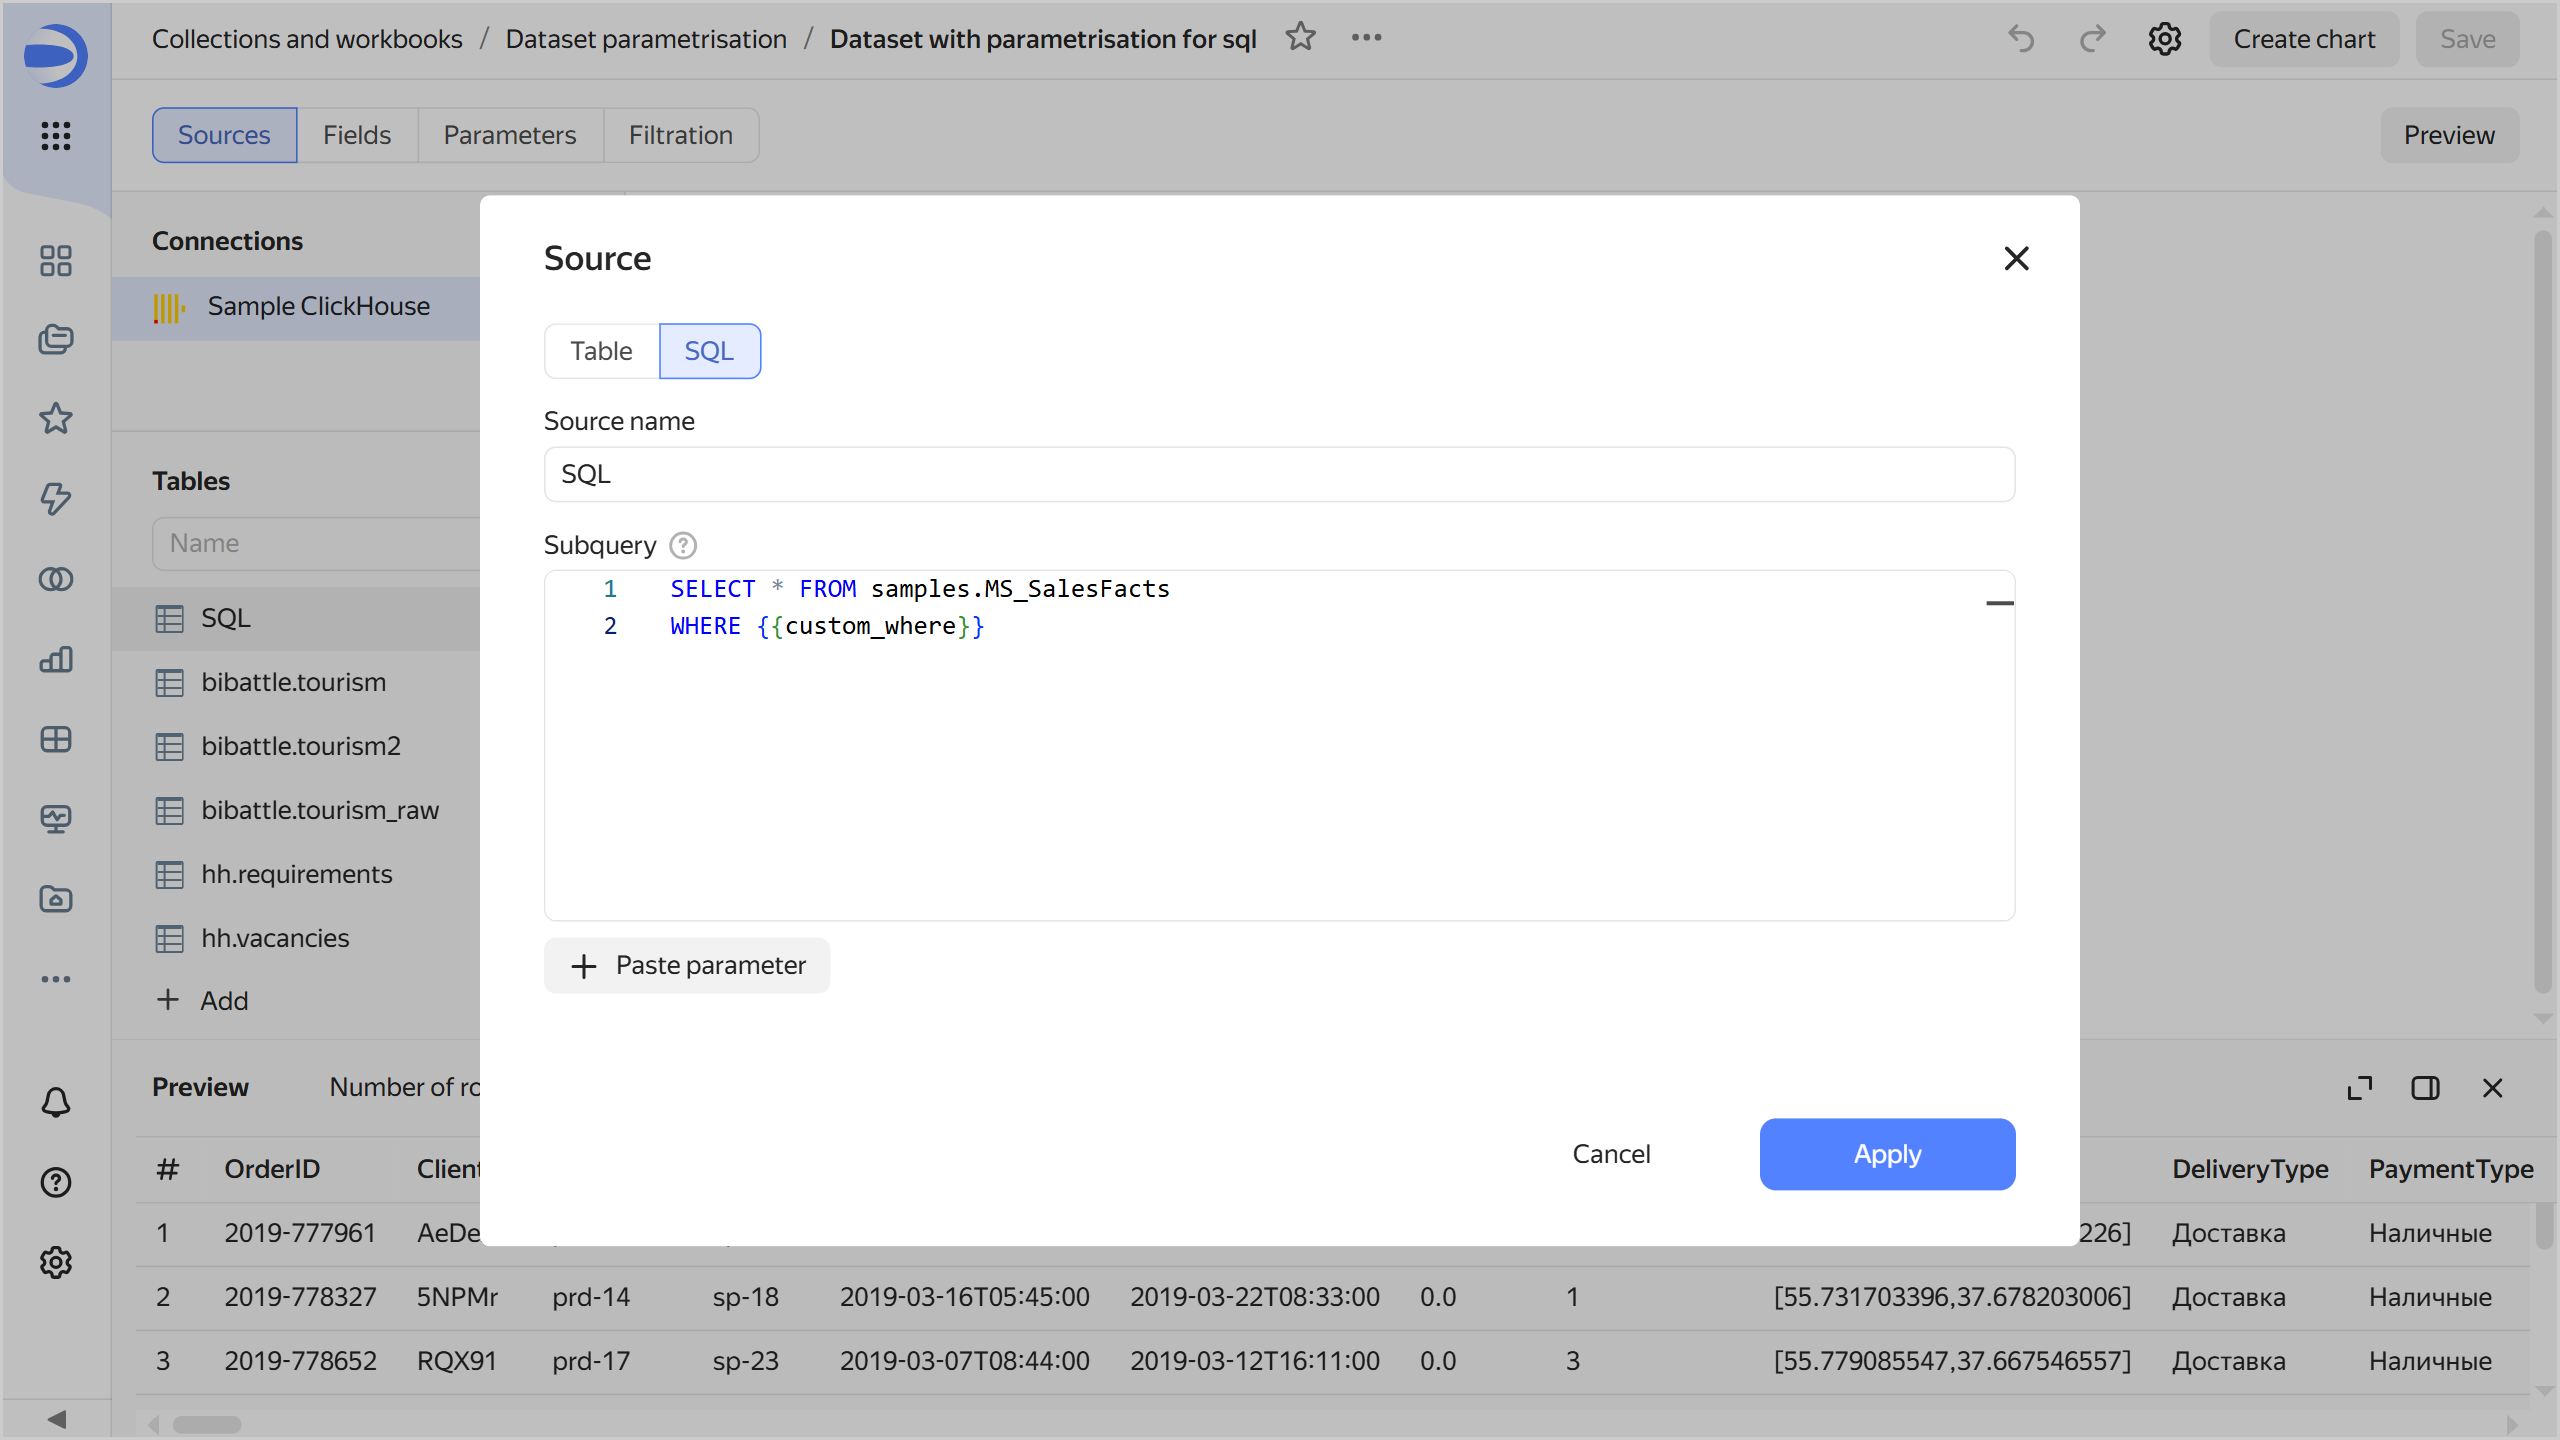 Collections and workbooks / Dataset parametrisation / Dataset with parametrisation for sql
Create chart
Save
Sources
Fields
Parameters
Filtration
Preview
Connections
Sample ClickHouse
Tables
Name
SQL
bibattle.tourism
bibattle.tourism2
bibattle.tourism_raw
hh.requirements
hh.vacancies
Add
Source
Table
SQL
Source name
SQL
Subquery
1 SELECT * FROM samples.MS_SalesFacts
2 WHERE {{custom_where}}
Paste parameter
Cancel
Apply
Preview
Number of
# OrderID Client DeliveryType PaymentType
1 2019-777961 AeDe 226] Доставка Наличные
2 2019-778327 5NPMr prd-14 sp-18 2019-03-16T05:45:00 2019-03-22T08:33:00 0.0 1 [55.731703396,37.678203006] Доставка Наличные
3 2019-778652 RQX91 prd-17 sp-23 2019-03-07T08:44:00 2019-03-12T16:11:00 0.0 3 [55.779085547,37.667546557] Доставка Наличные